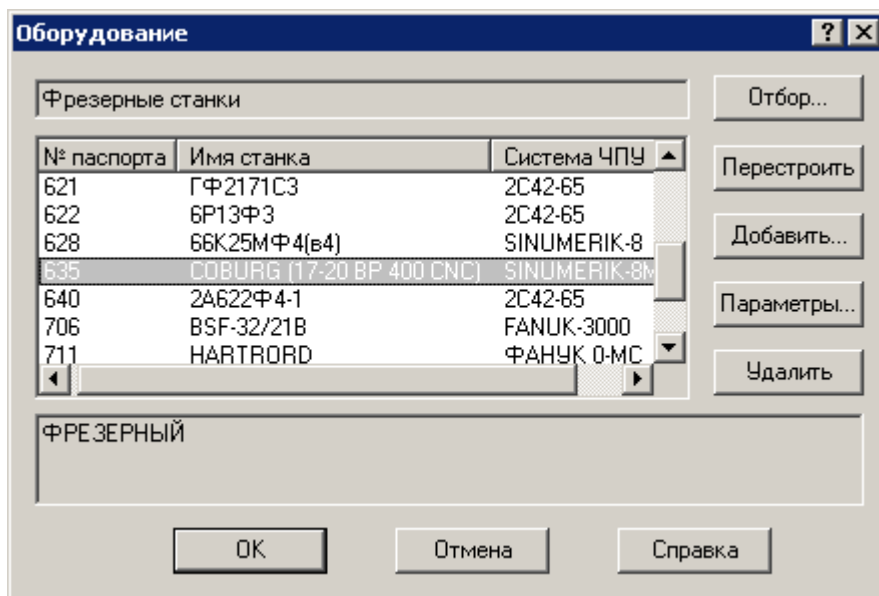 Оборудование
Фрезерные станки
Отбор...
№ паспорта Имя станка Система ЧПУ
Перестроить
621 ГФ2171С3 2С42-65
622 6Р13Ф3 2С42-65
628 66К25МФ4(в4) SINUMERIK-8
Добавить...
635 COBURG (17-20 BP 400 CNC) SINUMERIK-8M
640 2А622Ф4-1 2С42-65
Параметры...
706 BSF-32/21B FANUK-3000
711 HARTRORD ФАНУК 0-МС
Удалить
ФРЕЗЕРНЫЙ
OK Отмена Справка